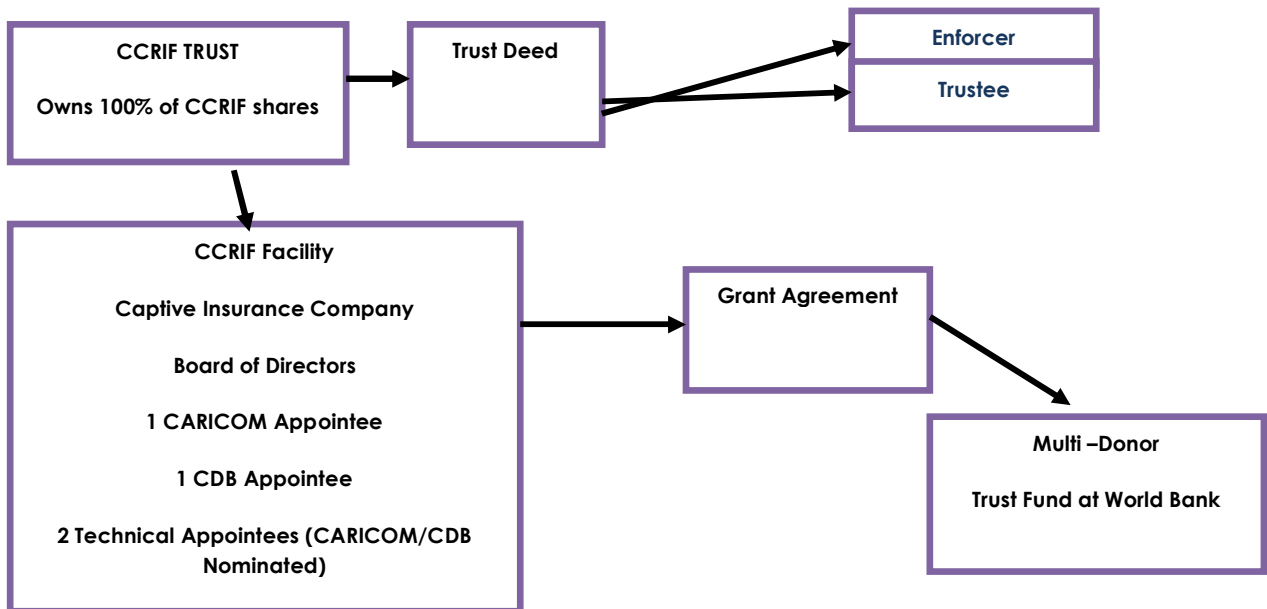 CCRIF TRUST
Owns 100% of CCRIF shares
Trust Deed
Enforcer
Trustee
CCRIF Facility
Captive Insurance Company
Board of Directors
1 CARICOM Appointee
1 CDB Appointee
2 Technical Appointees (CARICOM/CDB
Nominated)
Grant Agreement
Multi –Donor
Trust Fund at World Bank